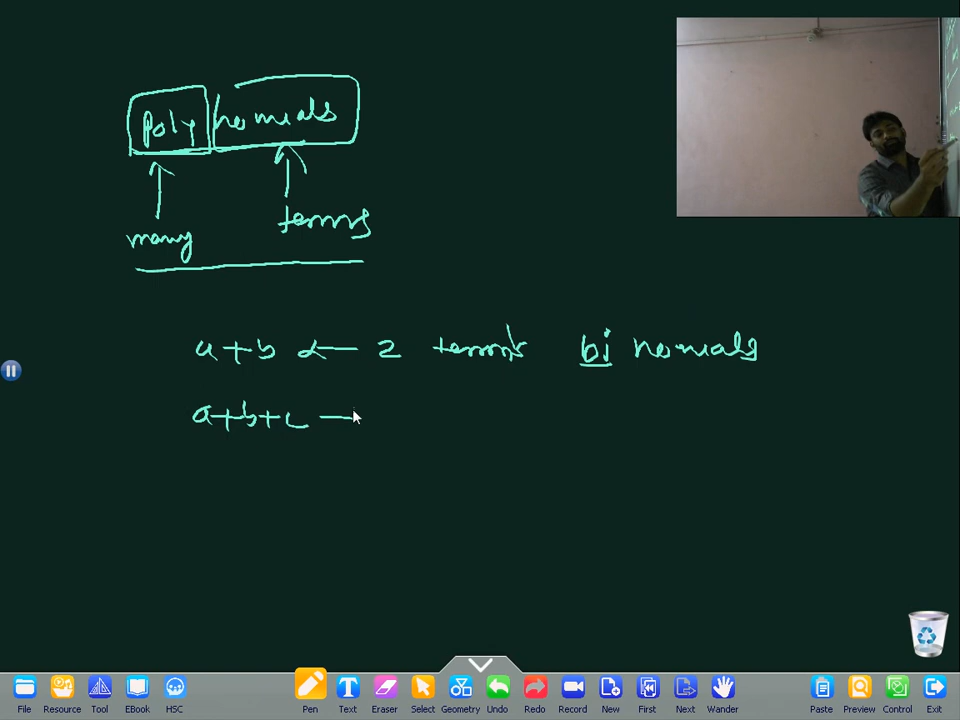 poly nomials
many terms
a+b ← 2 terms bi nomials
a+b+c —
File Resource Tool EBook HSC Pen Text Eraser Select Geometry Undo Redo Record New First Next Wander Paste Preview Control Exit